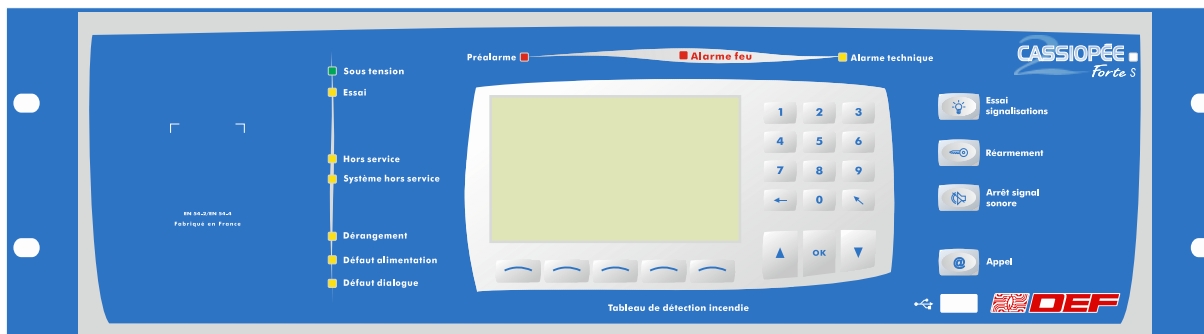 Préalarme
Alarme feu
Alarme technique
2
CASSIOPÉE
Forte S
Sous tension
Essai
Hors service
Système hors service
Dérangement
Défaut alimentation
Défaut dialogue
EN 54-2/EN 54-4
Fabriqué en France
1 2 3
4 5 6
7 8 9
← 0 ↖
▲ OK ▼
Essai
signalisations
Réarmement
Arrêt signal
sonore
@ Appel
Tableau de détection incendie
DEF